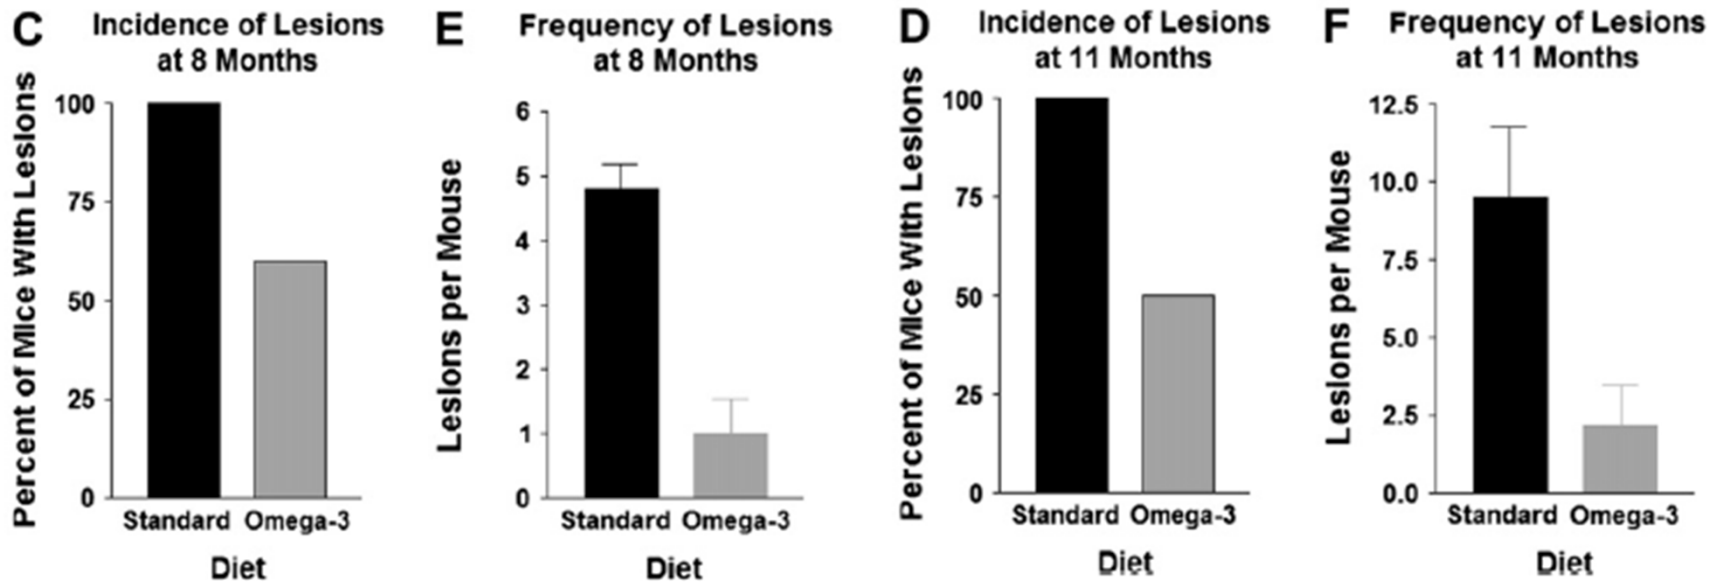 C
Incidence of Lesions
at 8 Months
Percent of Mice With Lesions
100
75
50
25
0
Standard Omega-3
Diet
E
Frequency of Lesions
at 8 Months
Lesions per Mouse
6
5
4
3
2
1
0
Standard Omega-3
Diet
D
Incidence of Lesions
at 11 Months
Percent of Mice With Lesions
100
75
50
25
0
Standard Omega-3
Diet
F
Frequency of Lesions
at 11 Months
Lesions per Mouse
12.5
10.0
7.5
5.0
2.5
0.0
Standard Omega-3
Diet